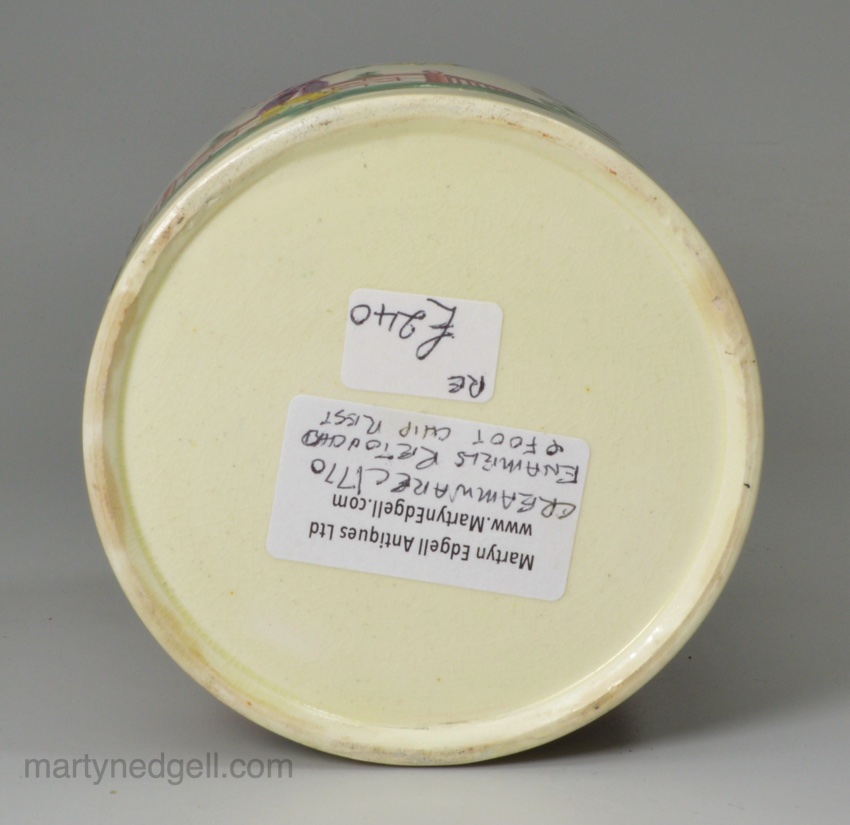 Martyn Edgell Antiques Ltd
www.MartynEdgell.com
CREAMWARE C1770
ENAMELS RETOUCHED
& FOOT CHIP REST
RE
£240
martynedgell.com